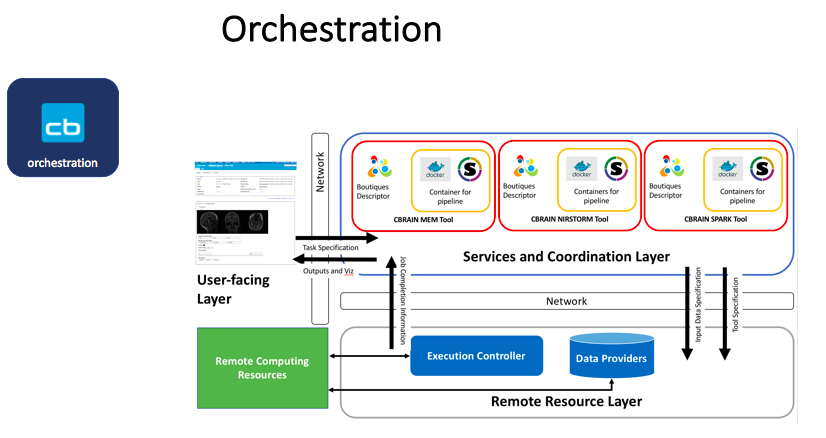 Orchestration
cb
orchestration
Network
Boutiques
Descriptor
docker
S
Container for
pipeline
CBRAIN MEM Tool
Boutiques
Descriptor
docker
S
Containers for
pipeline
CBRAIN NIRSTORM Tool
Boutiques
Descriptor
docker
S
Containers for
pipeline
CBRAIN SPARK Tool
Task Specification
Outputs and Viz
User-facing
Layer
Services and Coordination Layer
Job Completion Information
Input Data Specification
Tool Specification
Network
Remote Computing
Resources
Execution Controller
Data Providers
Remote Resource Layer